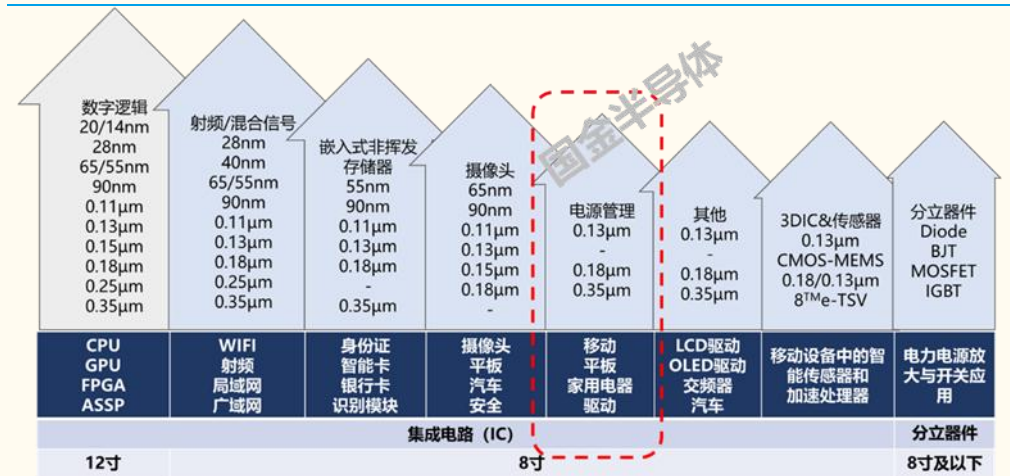 数字逻辑
20/14nm
28nm
65/55nm
90nm
0.11μm
0.13μm
0.15μm
0.18μm
0.25μm
0.35μm
射频/混合信号
28nm
40nm
65/55nm
90nm
0.11μm
0.13μm
0.18μm
0.25μm
0.35μm
嵌入式非挥发
存储器
55nm
90nm
0.11μm
0.13μm
0.18μm
-
0.35μm
摄像头
65nm
90nm
0.11μm
0.13μm
0.15μm
0.18μm
-
电源管理
0.13μm
-
0.18μm
0.35μm
其他
0.13μm
-
0.18μm
0.35μm
3DIC&传感器
0.13μm
CMOS-MEMS
0.18/0.13μm
8TMe-TSV
分立器件
Diode
BJT
MOSFET
IGBT
国金半导体
CPU
GPU
FPGA
ASSP
WIFI
射频
局域网
广域网
身份证
智能卡
银行卡
识别模块
摄像头
平板
汽车
安全
移动
平板
家用电器
驱动
LCD驱动
OLED驱动
交频器
汽车
移动设备中的智
能传感器和
加速处理器
电力电源放
大与开关应
用
集成电路（IC）
分立器件
12寸
8寸
8寸及以下